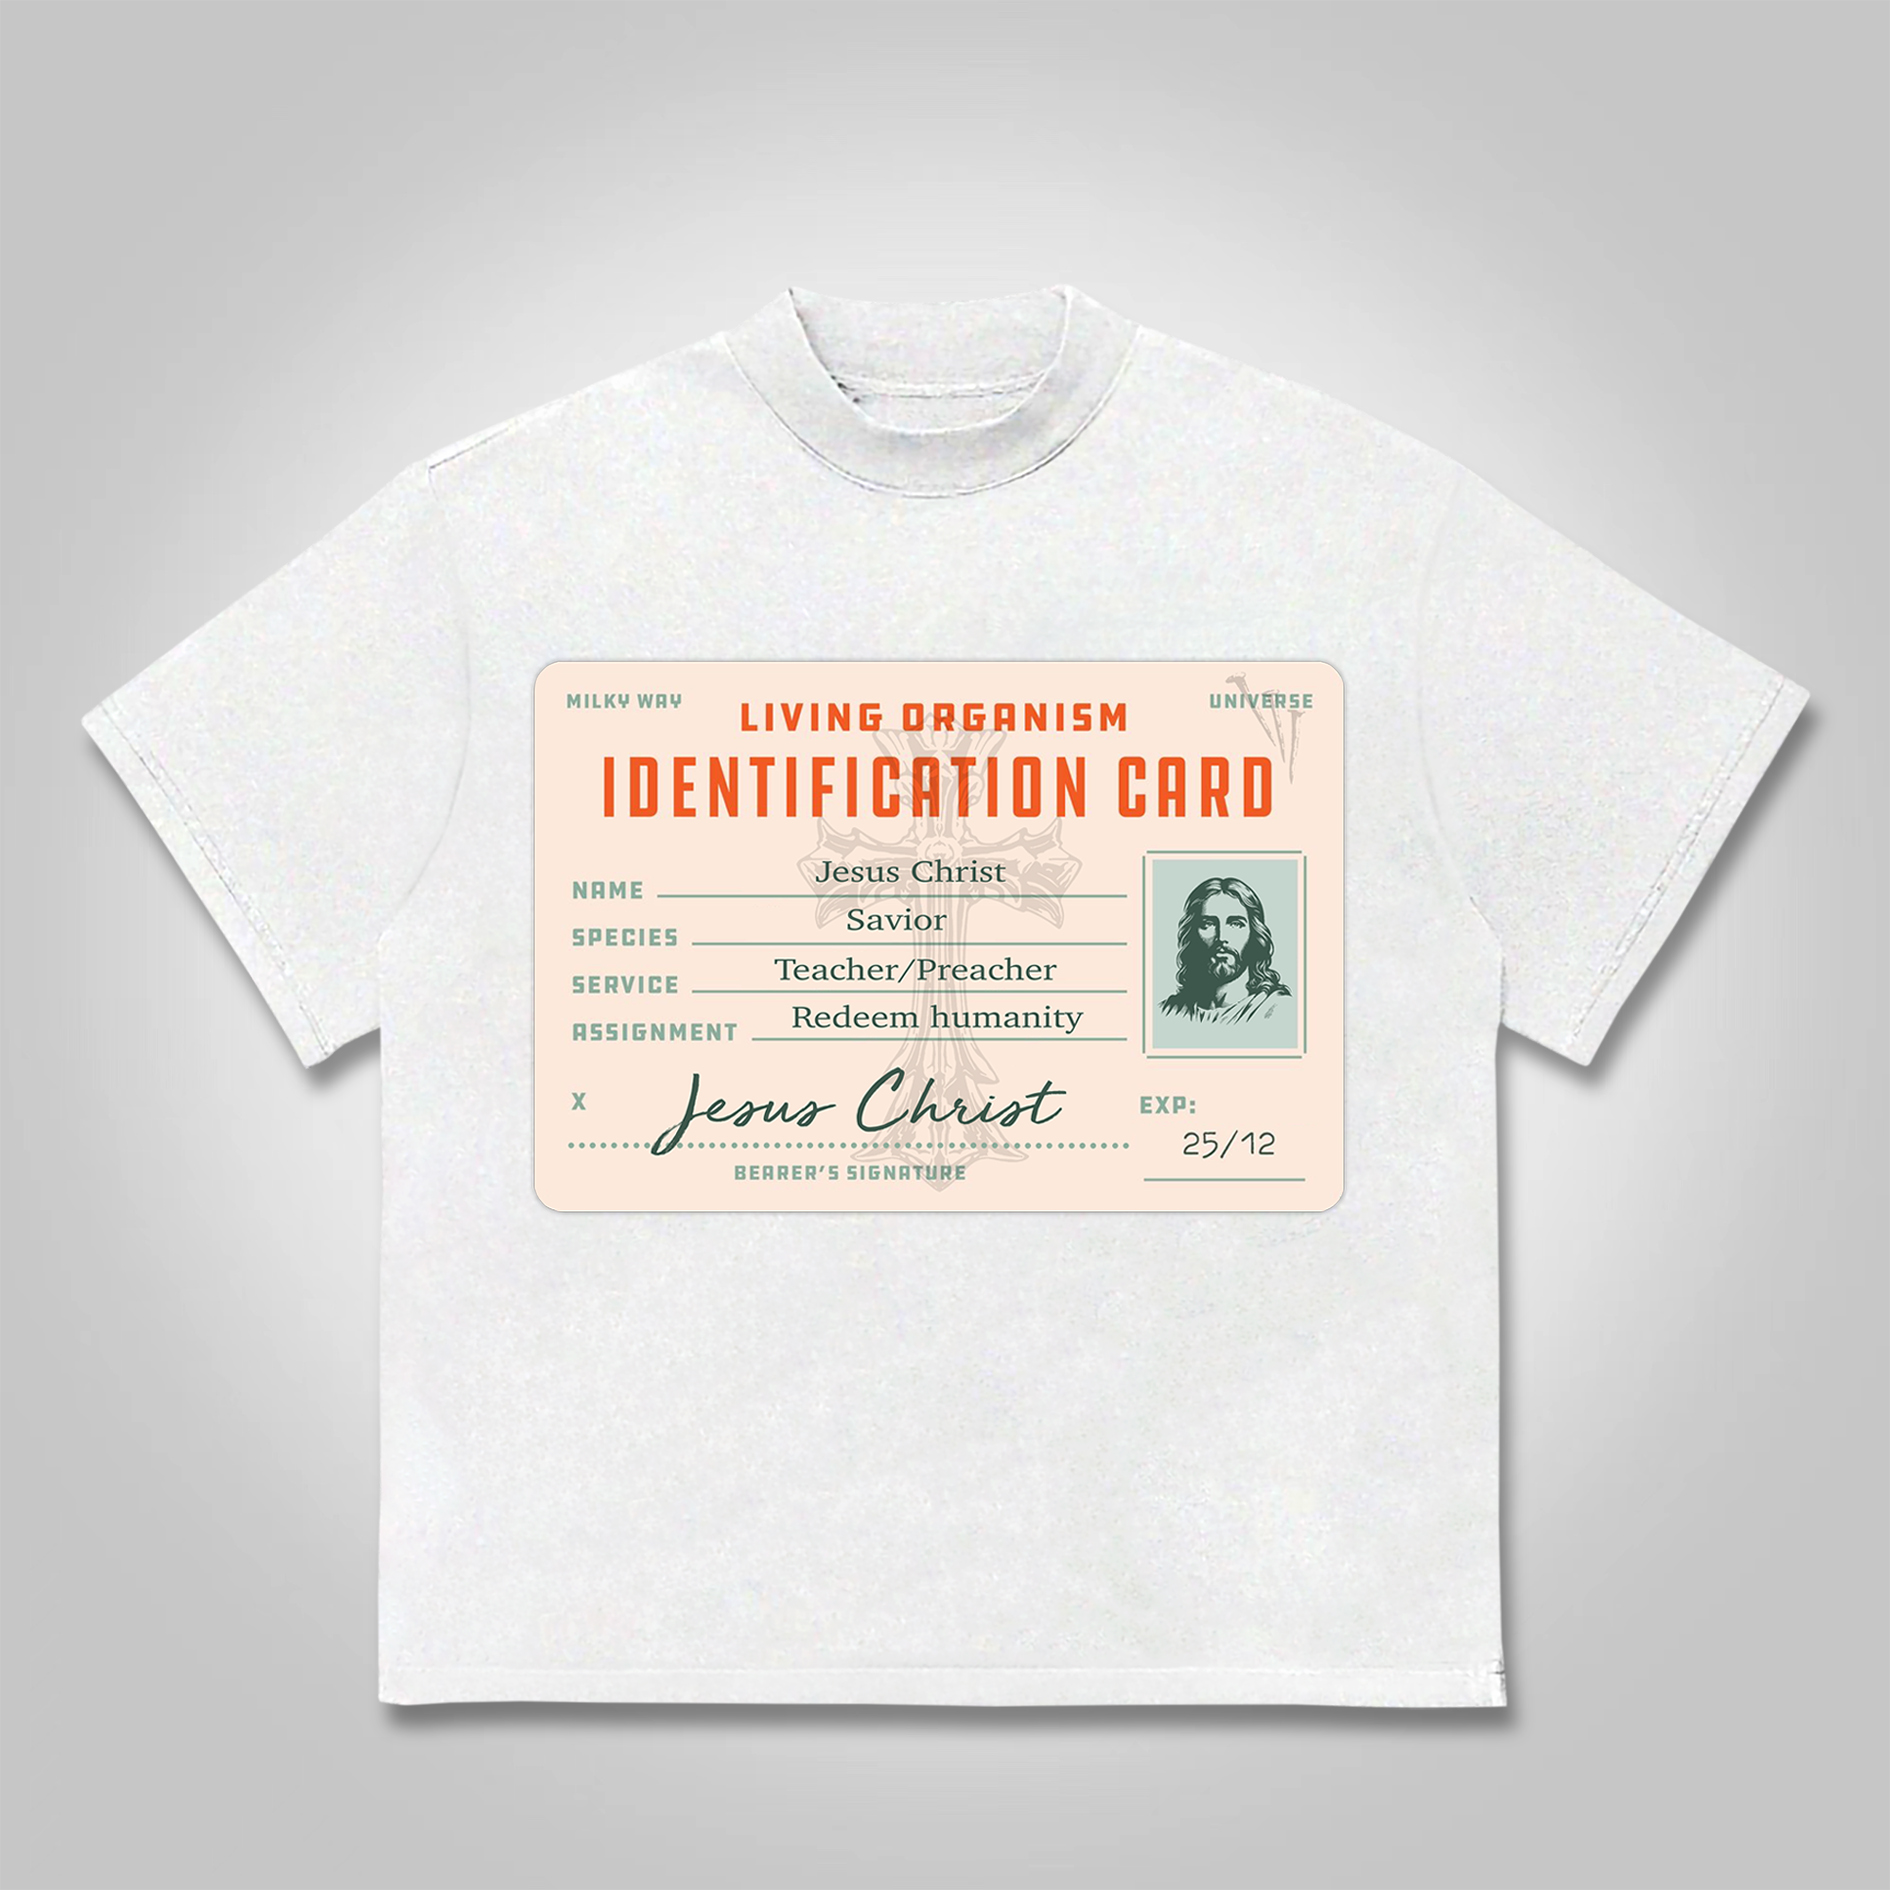 MILKY WAY
UNIVERSE
LIVING ORGANISM
IDENTIFICATION CARD
NAME Jesus Christ
SPECIES Savior
SERVICE Teacher/Preacher
ASSIGNMENT Redeem humanity
X Jesus Christ
BEARER'S SIGNATURE
EXP:
25/12